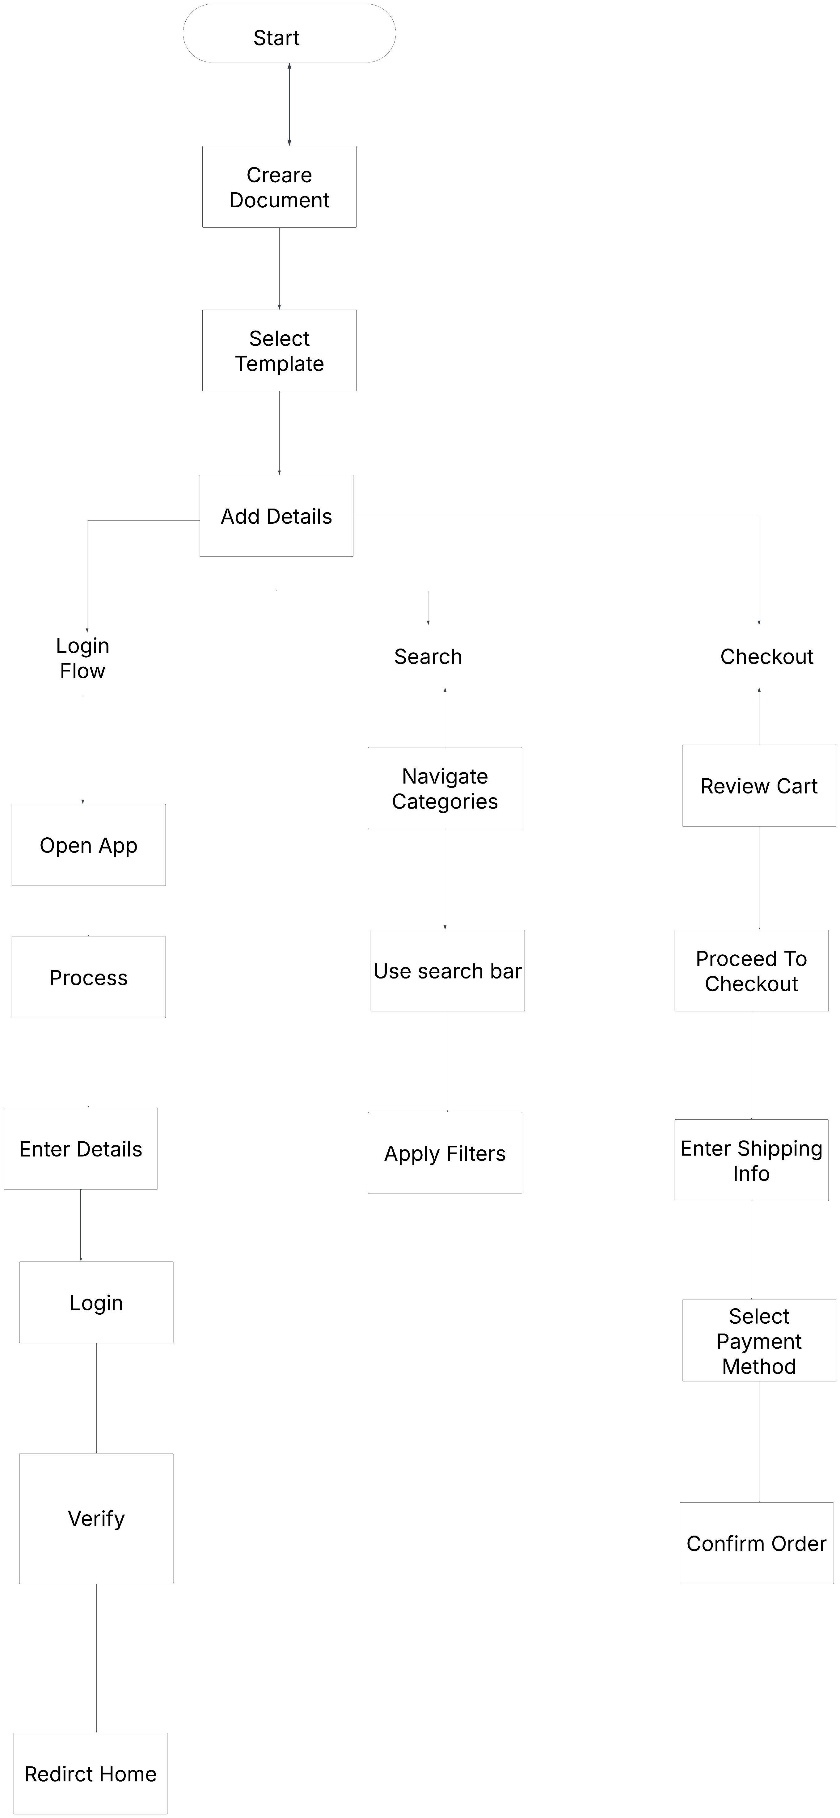 Start
Creare
Document
Select
Template
Add Details
Login
Flow
Search
Checkout
Navigate
Categories
Review Cart
Open App
Use search bar
Proceed To
Checkout
Process
Enter Details
Apply Filters
Enter Shipping
Info
Login
Select
Payment
Method
Verify
Confirm Order
Redirct Home